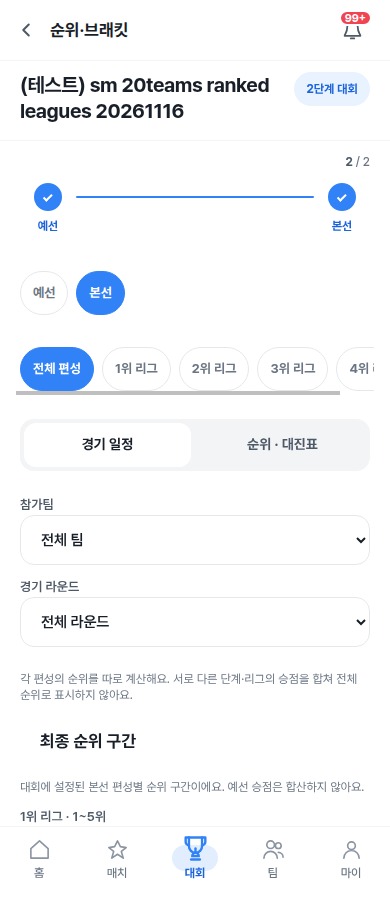 순위·브래킷
99+
(테스트) sm 20teams ranked
leagues 20261116
2단계 대회
2 / 2
예선
본선
예선
본선
전체 편성
1위 리그
2위 리그
3위 리그
4위
경기 일정
순위 · 대진표
참가팀
전체 팀
경기 라운드
전체 라운드
각 편성의 순위를 따로 계산해요. 서로 다른 단계·리그의 승점을 합쳐 전체
순위로 표시하지 않아요.
최종 순위 구간
대회에 설정된 본선 편성별 순위 구간이에요. 예선 승점은 합산하지 않아요.
1위 리그 · 1~5위
홈
매치
대회
팀
마이